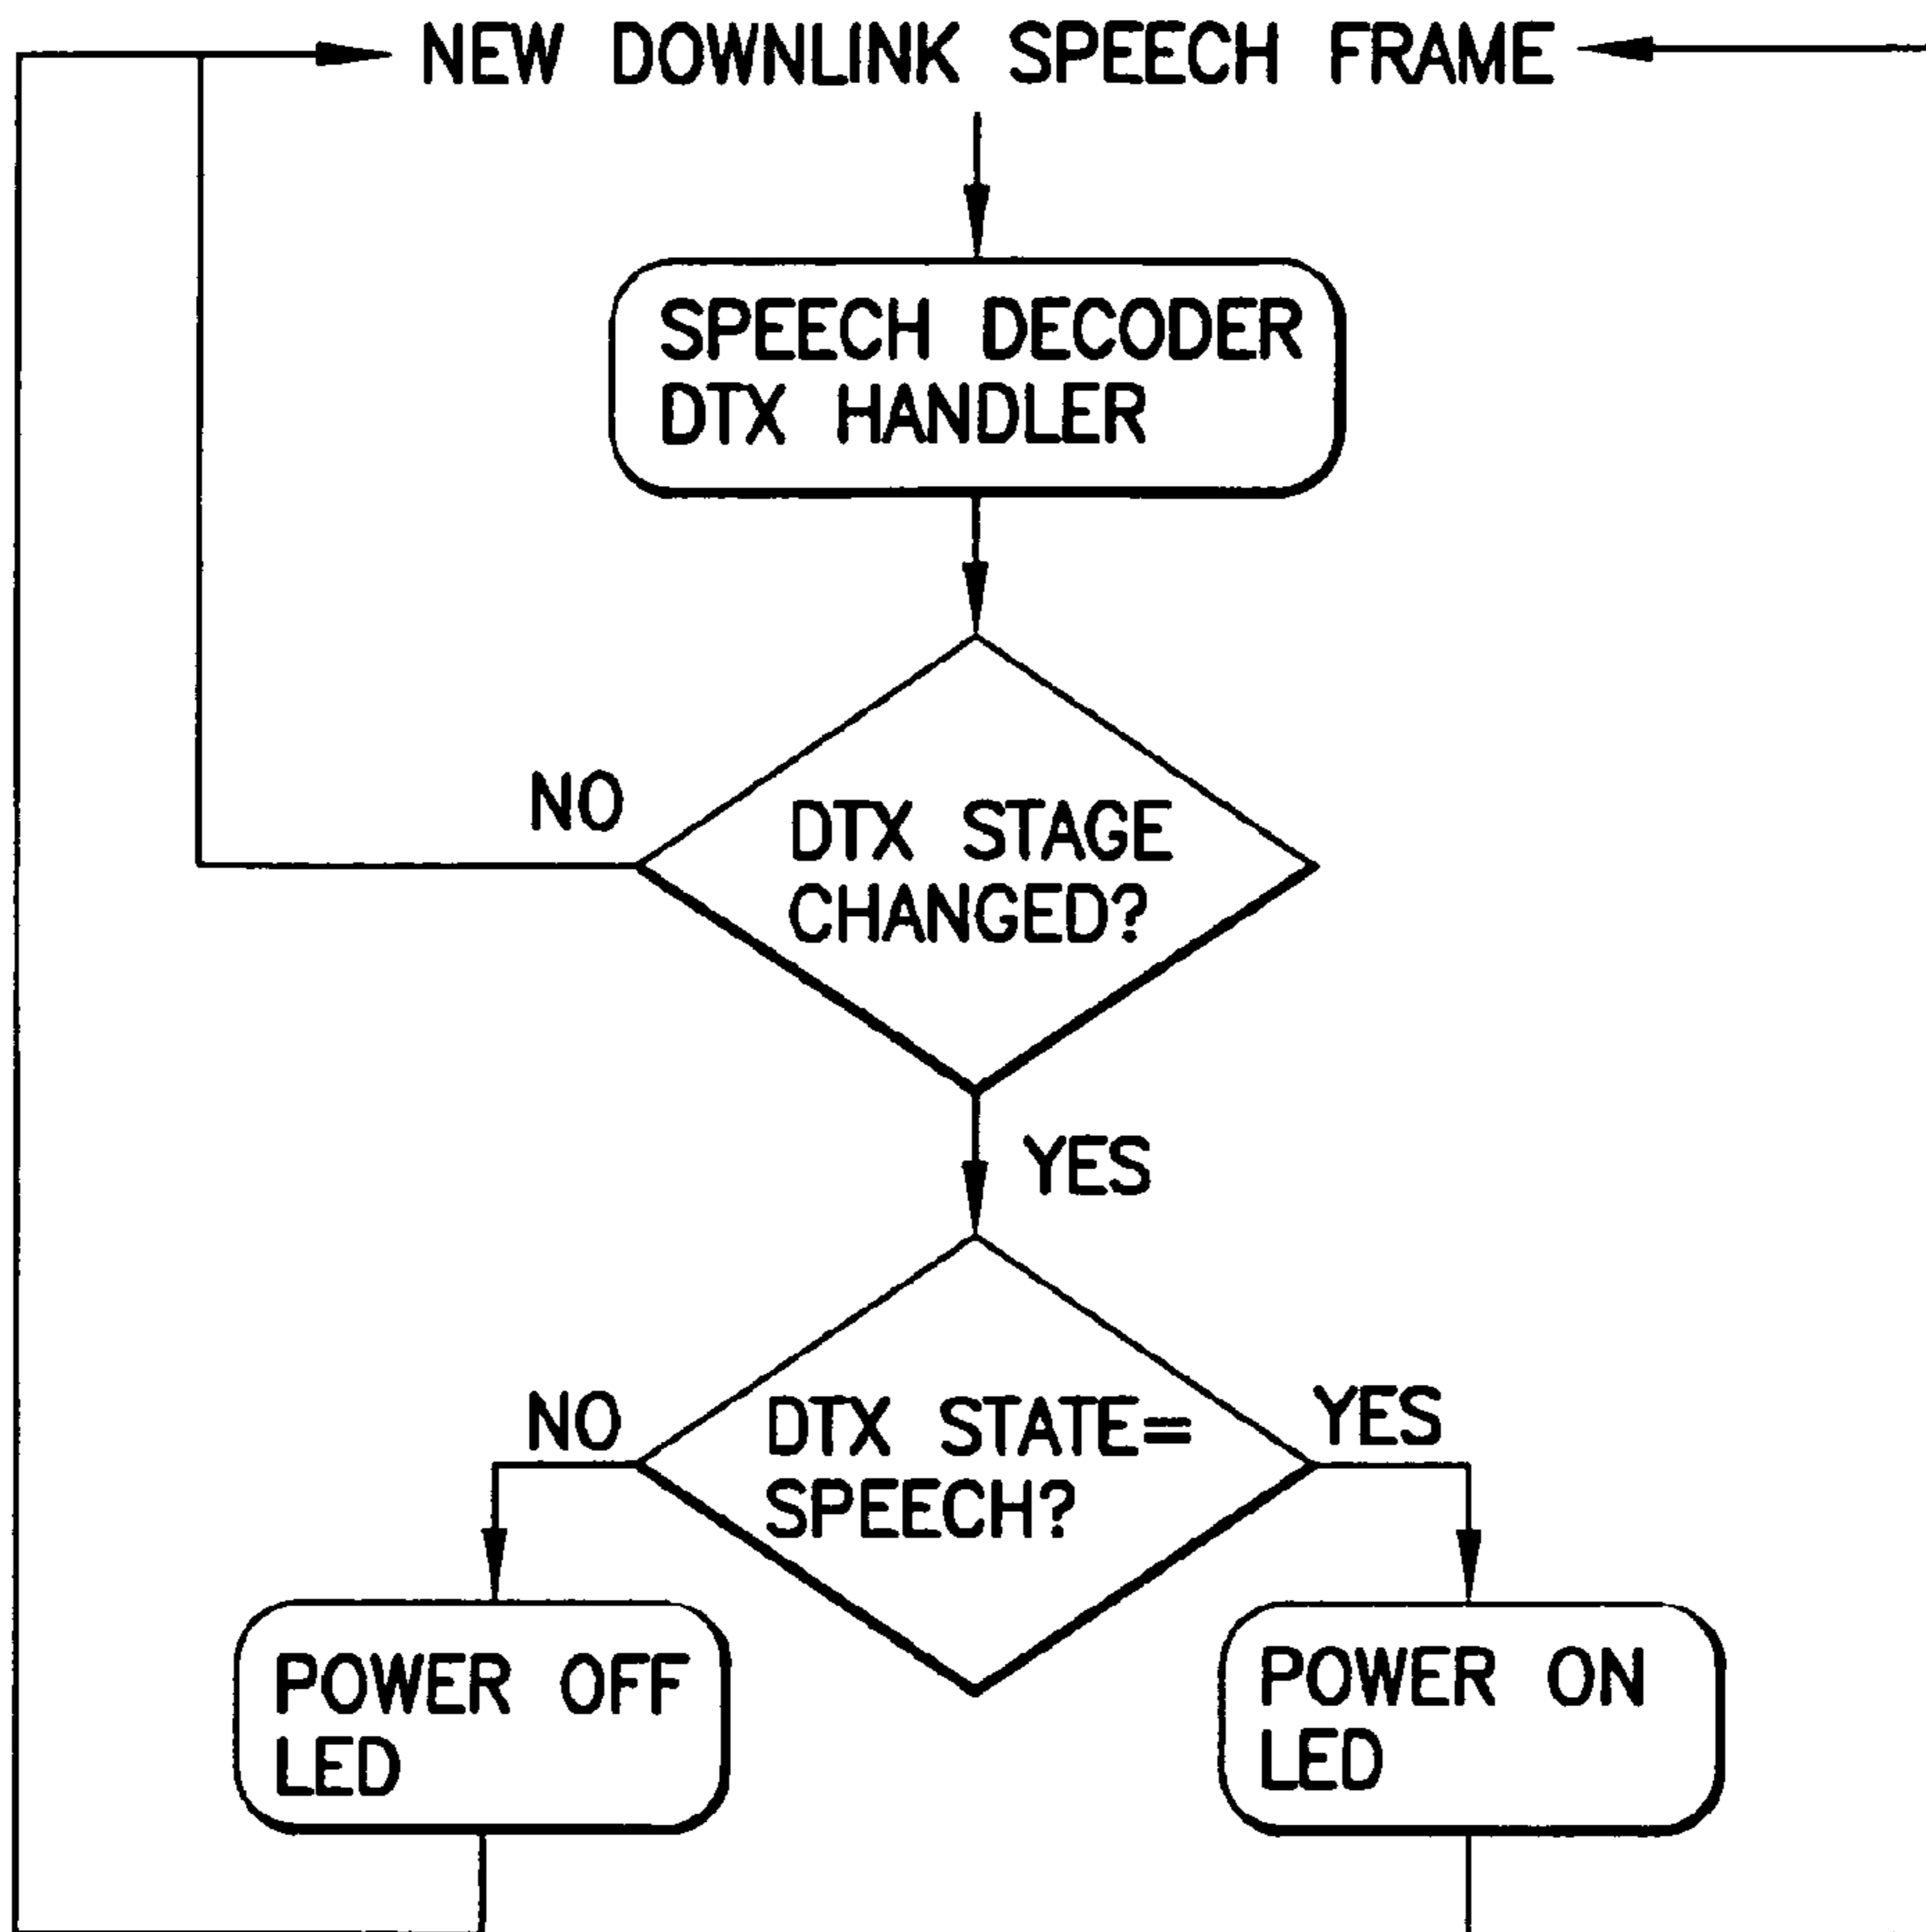 NEW DOWNLINK SPEECH FRAME
SPEECH DECODER
DTX HANDLER
NO
DTX STAGE
CHANGED?
YES
NO
DTX STATE=
SPEECH?
YES
POWER OFF
LED
POWER ON
LED